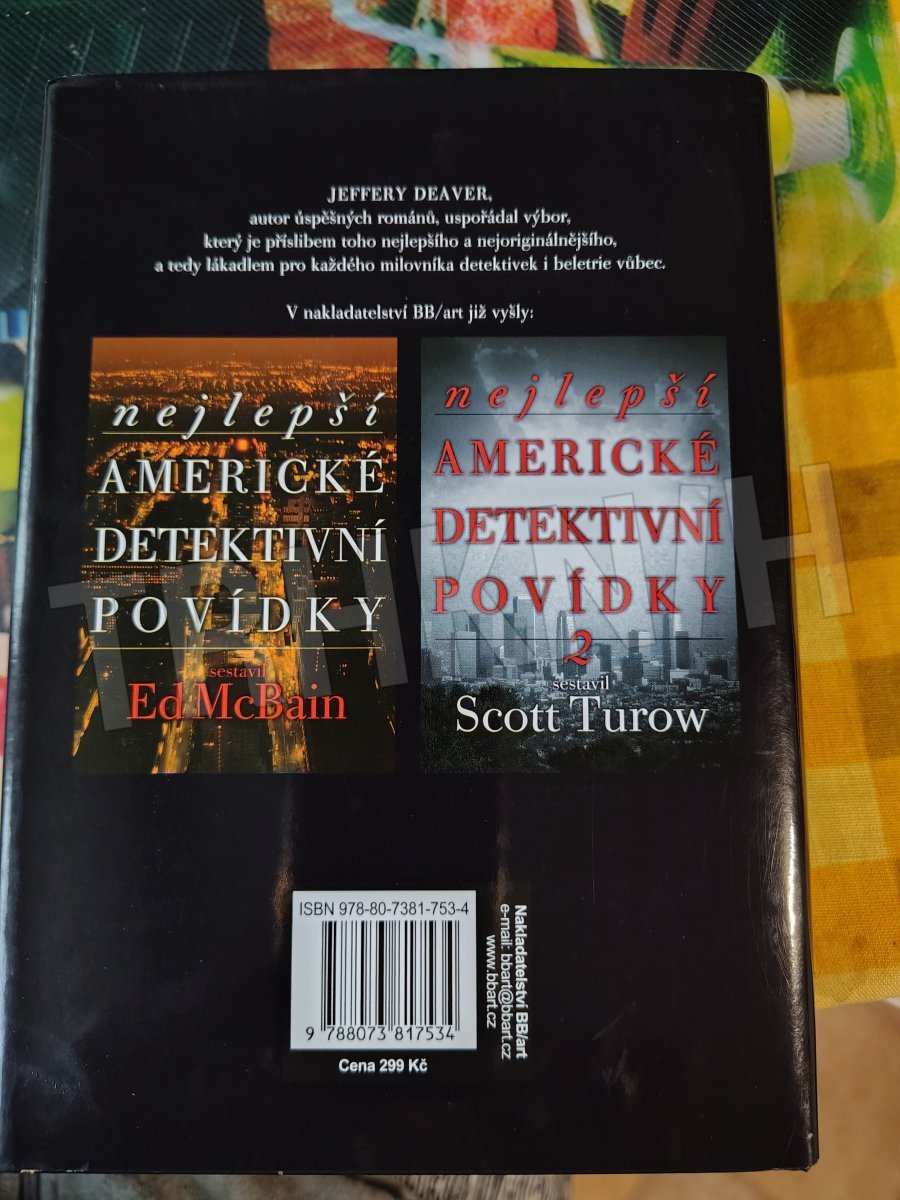 JEFFERY DEAVER,
autor úspěšných románů, uspořádal výbor,
který je příslibem toho nejlepšího a nejoriginálnějšího,
a tedy lákadlem pro každého milovníka detektivek i beletrie vůbec.
V nakladatelství BB/art již vyšly:
nejlepší
AMERICKÉ
DETEKTIVNÍ
POVÍDKY
sestavil
Ed McBain
nejlepší
AMERICKÉ
DETEKTIVNÍ
POVÍDKY
2
sestavil
Scott Turow
ISBN 978-80-7381-753-4
9 788073 817534
Cena 299 Kč
Nakladatelství BB/art
e-mail: bbart@bbart.cz
www.bbart.cz